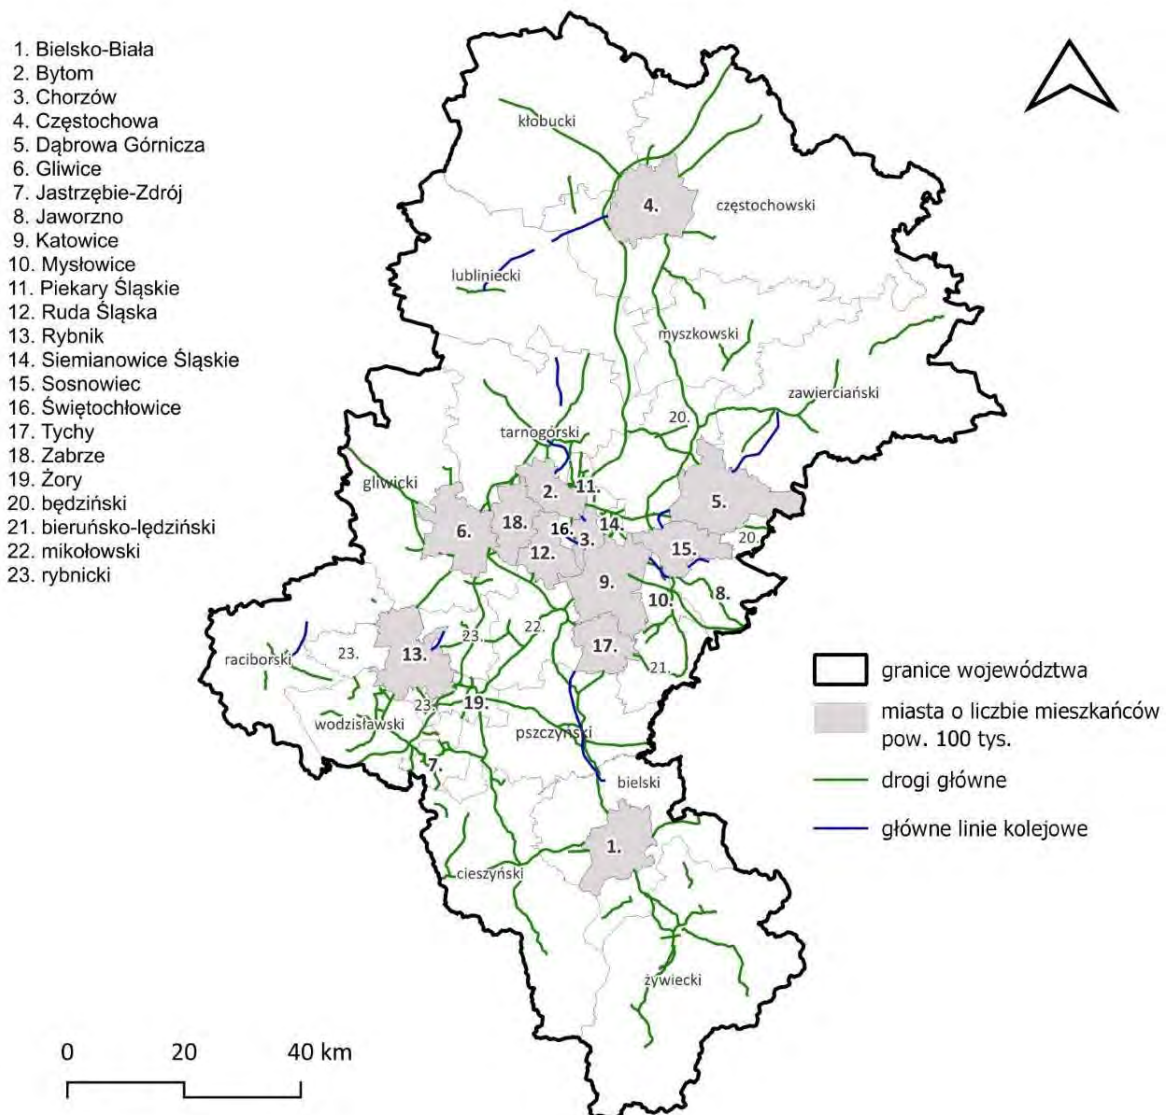 1. Bielsko-Biała
2. Bytom
3. Chorzów
4. Częstochowa
5. Dąbrowa Górnicza
6. Gliwice
7. Jastrzębie-Zdrój
8. Jaworzno
9. Katowice
10. Mysłowice
11. Piekary Śląskie
12. Ruda Śląska
13. Rybnik
14. Siemianowice Śląskie
15. Sosnowiec
16. Świętochłowice
17. Tychy
18. Zabrze
19. Żory
20. będziński
21. bieruńsko-lędziński
22. mikołowski
23. rybnicki
kłobucki
4.
częstochowski
lubliniecki
myszkowski
zawierciański
20.
tarnogórski
gliwicki
2.
11.
5.
6.
18.
16.
14.
3.
20.
12.
15.
9.
10.
8.
raciborski
23.
13.
23.
22.
17.
21.
23.
19.
wodzisławski
pszczyński
7.
bielski
1.
cieszyński
żywiecki
granice województwa
miasta o liczbie mieszkańców
pow. 100 tys.
drogi główne
główne linie kolejowe
0 20 40 km